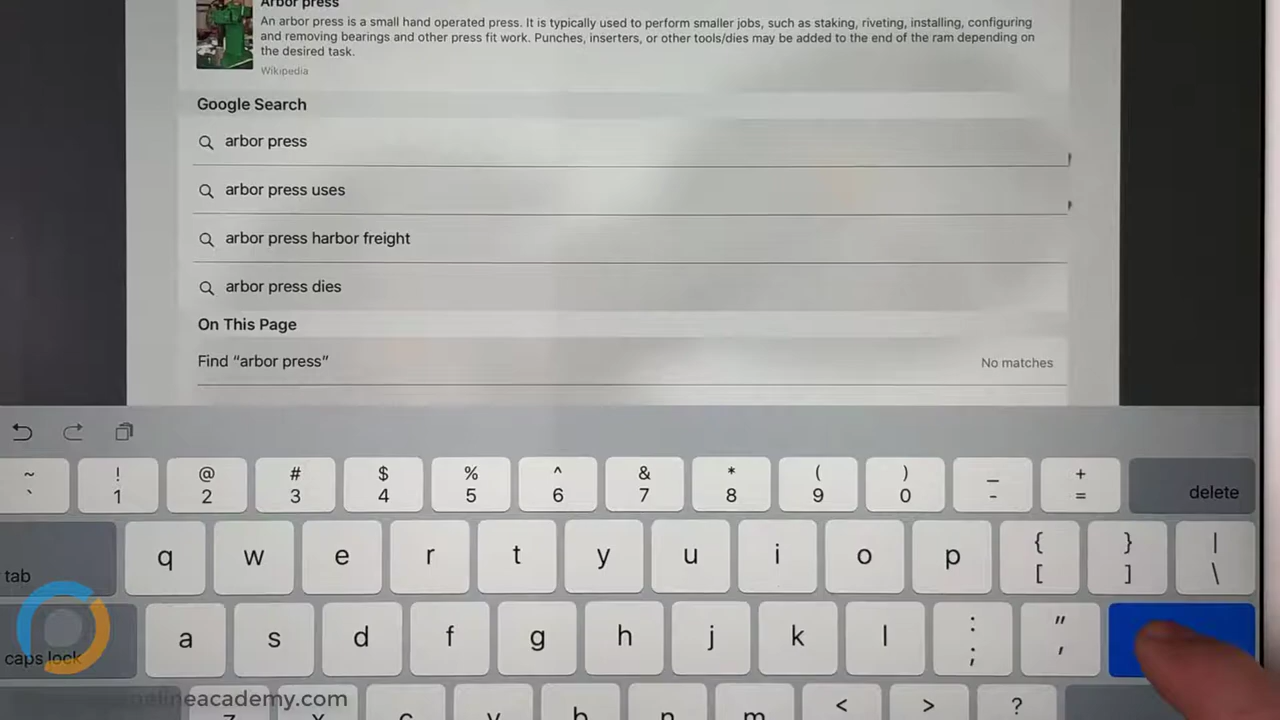 Arbor press
An arbor press is a small hand operated press. It is typically used to perform smaller jobs, such as staking, riveting, installing, configuring
and removing bearings and other press fit work. Punches, inserters, or other tools/dies may be added to the end of the ram depending on
the desired task.
Wikipedia
Google Search
arbor press
arbor press uses
arbor press harbor freight
arbor press dies
On This Page
Find “arbor press”
No matches
~ ! @ # $ % ^ & * ( ) _ +
` 1 2 3 4 5 6 7 8 9 0 - = delete
tab q w e r t y u i o p { [ } ] | \
caps lock a s d f g h j k l : ; " '
nelineacademy.com
z x c v b n m < > ?